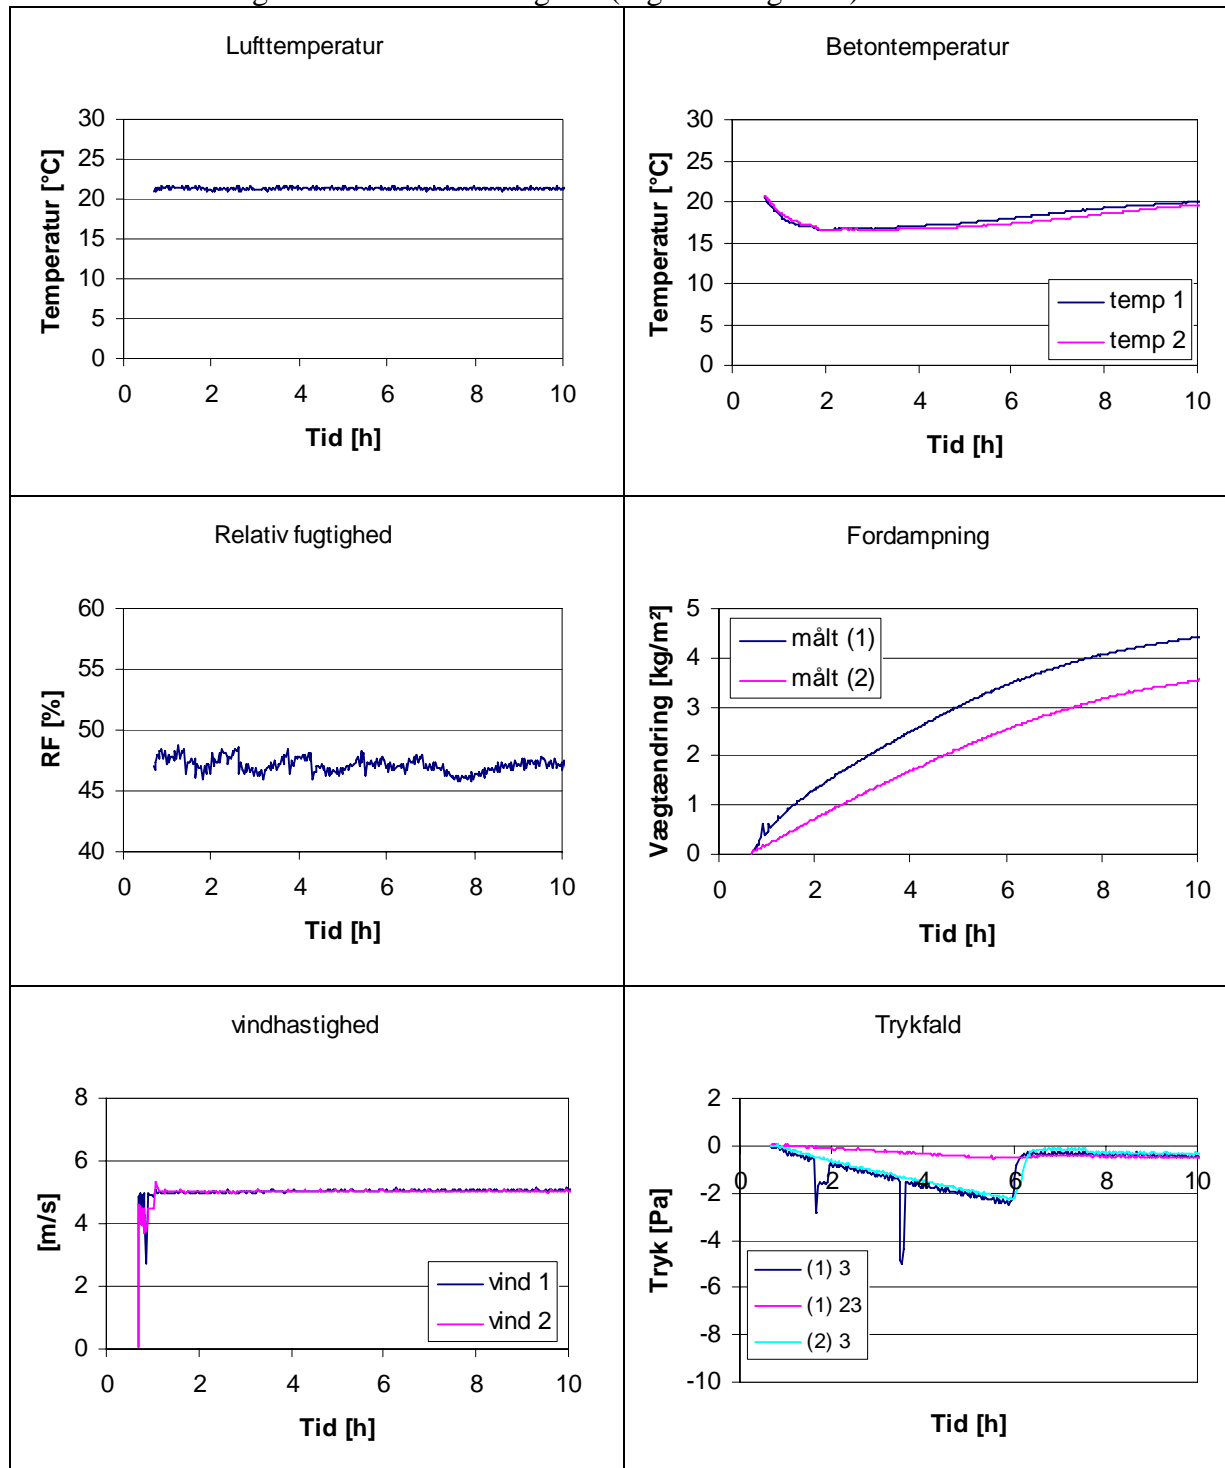 Lufttemperatur
30
25
20
15
10
5
0
Temperatur [°C]
0 2 4 6 8 10
Tid [h]
Betontemperatur
30
25
20
15
10
5
0
Temperatur [°C]
temp 1
temp 2
0 2 4 6 8 10
Tid [h]
Relativ fugtighed
60
55
50
45
40
RF [%]
0 2 4 6 8 10
Tid [h]
Fordampning
5
4
3
2
1
0
Vægtændring [kg/m²]
målt (1)
målt (2)
0 2 4 6 8 10
Tid [h]
vindhastighed
8
6
4
2
0
[m/s]
vind 1
vind 2
0 2 4 6 8 10
Tid [h]
Trykfald
2
0
-2
-4
-6
-8
-10
Tryk [Pa]
0 2 4 6 8 10
(1) 3
(1) 23
(2) 3
Tid [h]